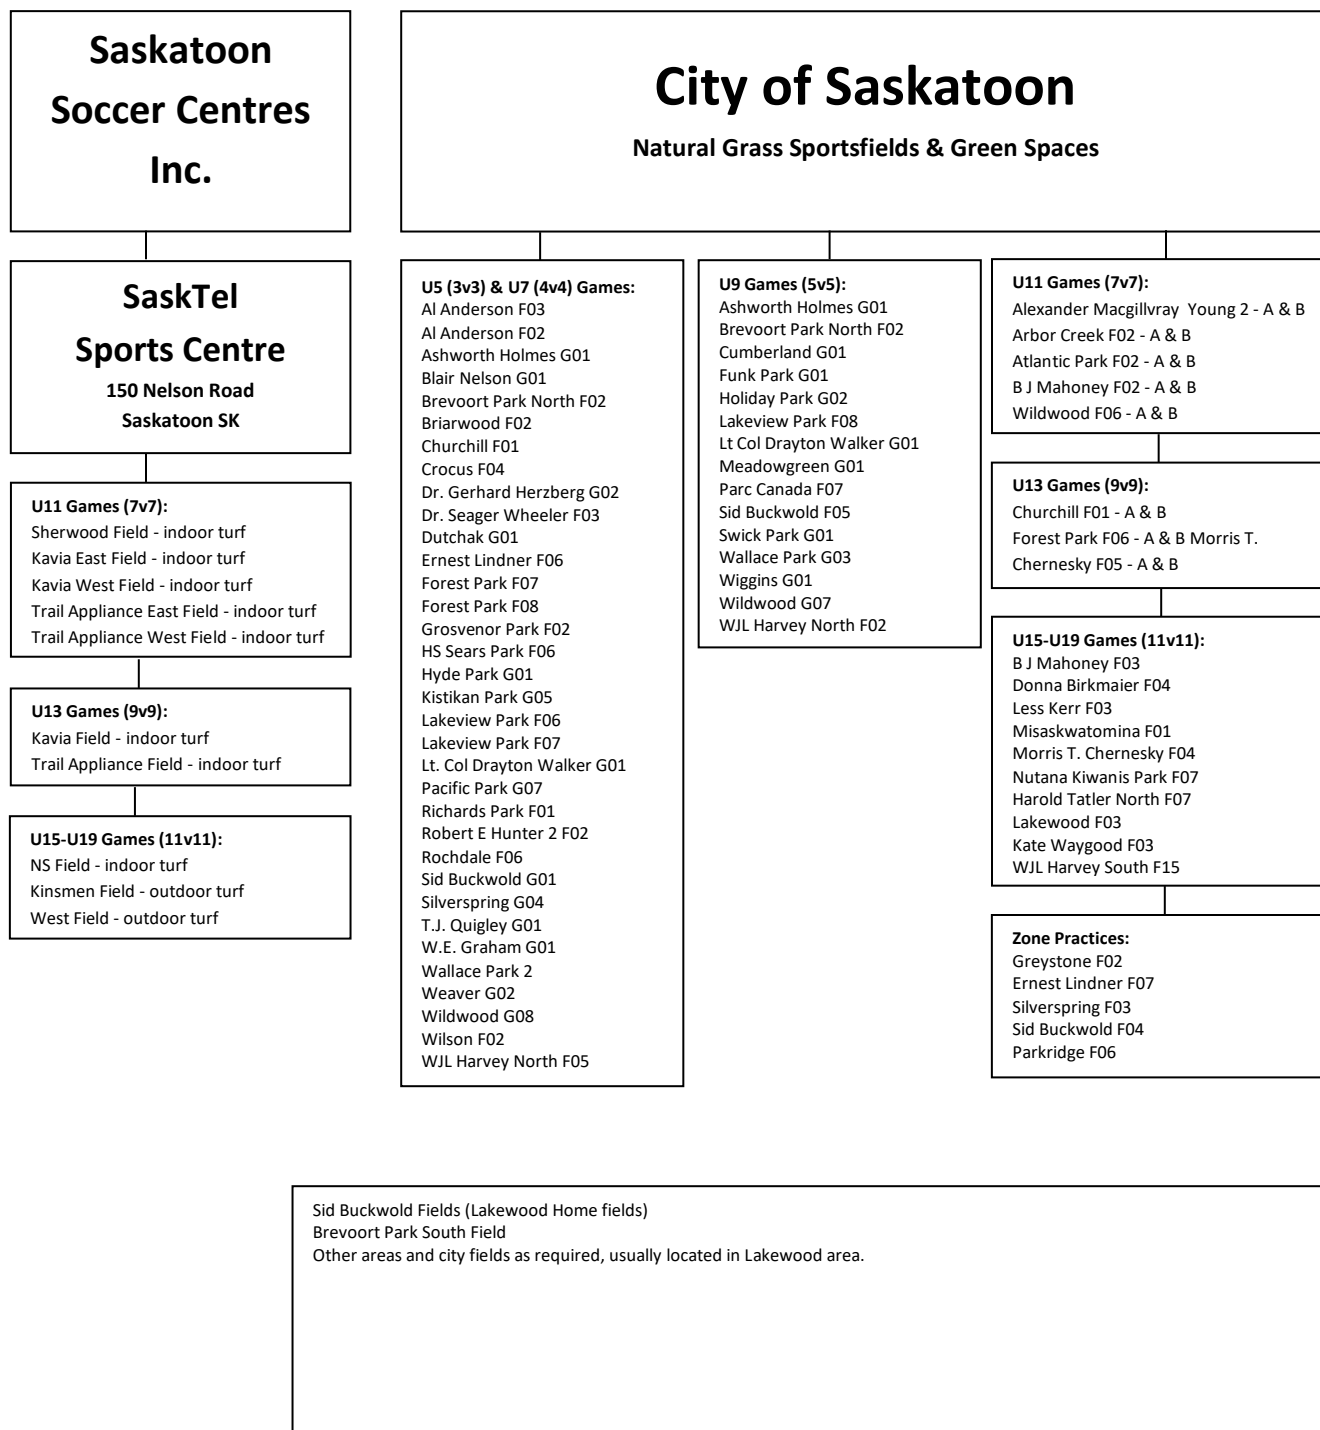 Saskatoon
Soccer Centres
Inc.
City of Saskatoon
Natural Grass Sportsfields & Green Spaces
SaskTel
Sports Centre
150 Nelson Road
Saskatoon SK
U11 Games (7v7):
Sherwood Field - indoor turf
Kavia East Field - indoor turf
Kavia West Field - indoor turf
Trail Appliance East Field - indoor turf
Trail Appliance West Field - indoor turf
U13 Games (9v9):
Kavia Field - indoor turf
Trail Appliance Field - indoor turf
U15-U19 Games (11v11):
NS Field - indoor turf
Kinsmen Field - outdoor turf
West Field - outdoor turf
U5 (3v3) & U7 (4v4) Games:
Al Anderson F03
Al Anderson F02
Ashworth Holmes G01
Blair Nelson G01
Brevoort Park North F02
Briarwood F02
Churchill F01
Crocus F04
Dr. Gerhard Herzberg G02
Dr. Seager Wheeler F03
Dutchak G01
Ernest Lindner F06
Forest Park F07
Forest Park F08
Grosvenor Park F02
HS Sears Park F06
Hyde Park G01
Kistikan Park G05
Lakeview Park F06
Lakeview Park F07
Lt. Col Drayton Walker G01
Pacific Park G07
Richards Park F01
Robert E Hunter 2 F02
Rochdale F06
Sid Buckwold G01
Silverspring G04
T.J. Quigley G01
W.E. Graham G01
Wallace Park 2
Weaver G02
Wildwood G08
Wilson F02
WJL Harvey North F05
U9 Games (5v5):
Ashworth Holmes G01
Brevoort Park North F02
Cumberland G01
Funk Park G01
Holiday Park G02
Lakeview Park F08
Lt Col Drayton Walker G01
Meadowgreen G01
Parc Canada F07
Sid Buckwold F05
Swick Park G01
Wallace Park G03
Wiggins G01
Wildwood G07
WJL Harvey North F02
U11 Games (7v7):
Alexander Macgillvray  Young 2 - A & B
Arbor Creek F02 - A & B
Atlantic Park F02 - A & B
B J Mahoney F02 - A & B
Wildwood F06 - A & B
U13 Games (9v9):
Churchill F01 - A & B
Forest Park F06 - A & B Morris T.
Chernesky F05 - A & B
U15-U19 Games (11v11):
B J Mahoney F03
Donna Birkmaier F04
Less Kerr F03
Misaskwatomina F01
Morris T. Chernesky F04
Nutana Kiwanis Park F07
Harold Tatler North F07
Lakewood F03
Kate Waygood F03
WJL Harvey South F15
Zone Practices:
Greystone F02
Ernest Lindner F07
Silverspring F03
Sid Buckwold F04
Parkridge F06
Sid Buckwold Fields (Lakewood Home fields)
Brevoort Park South Field
Other areas and city fields as required, usually located in Lakewood area.